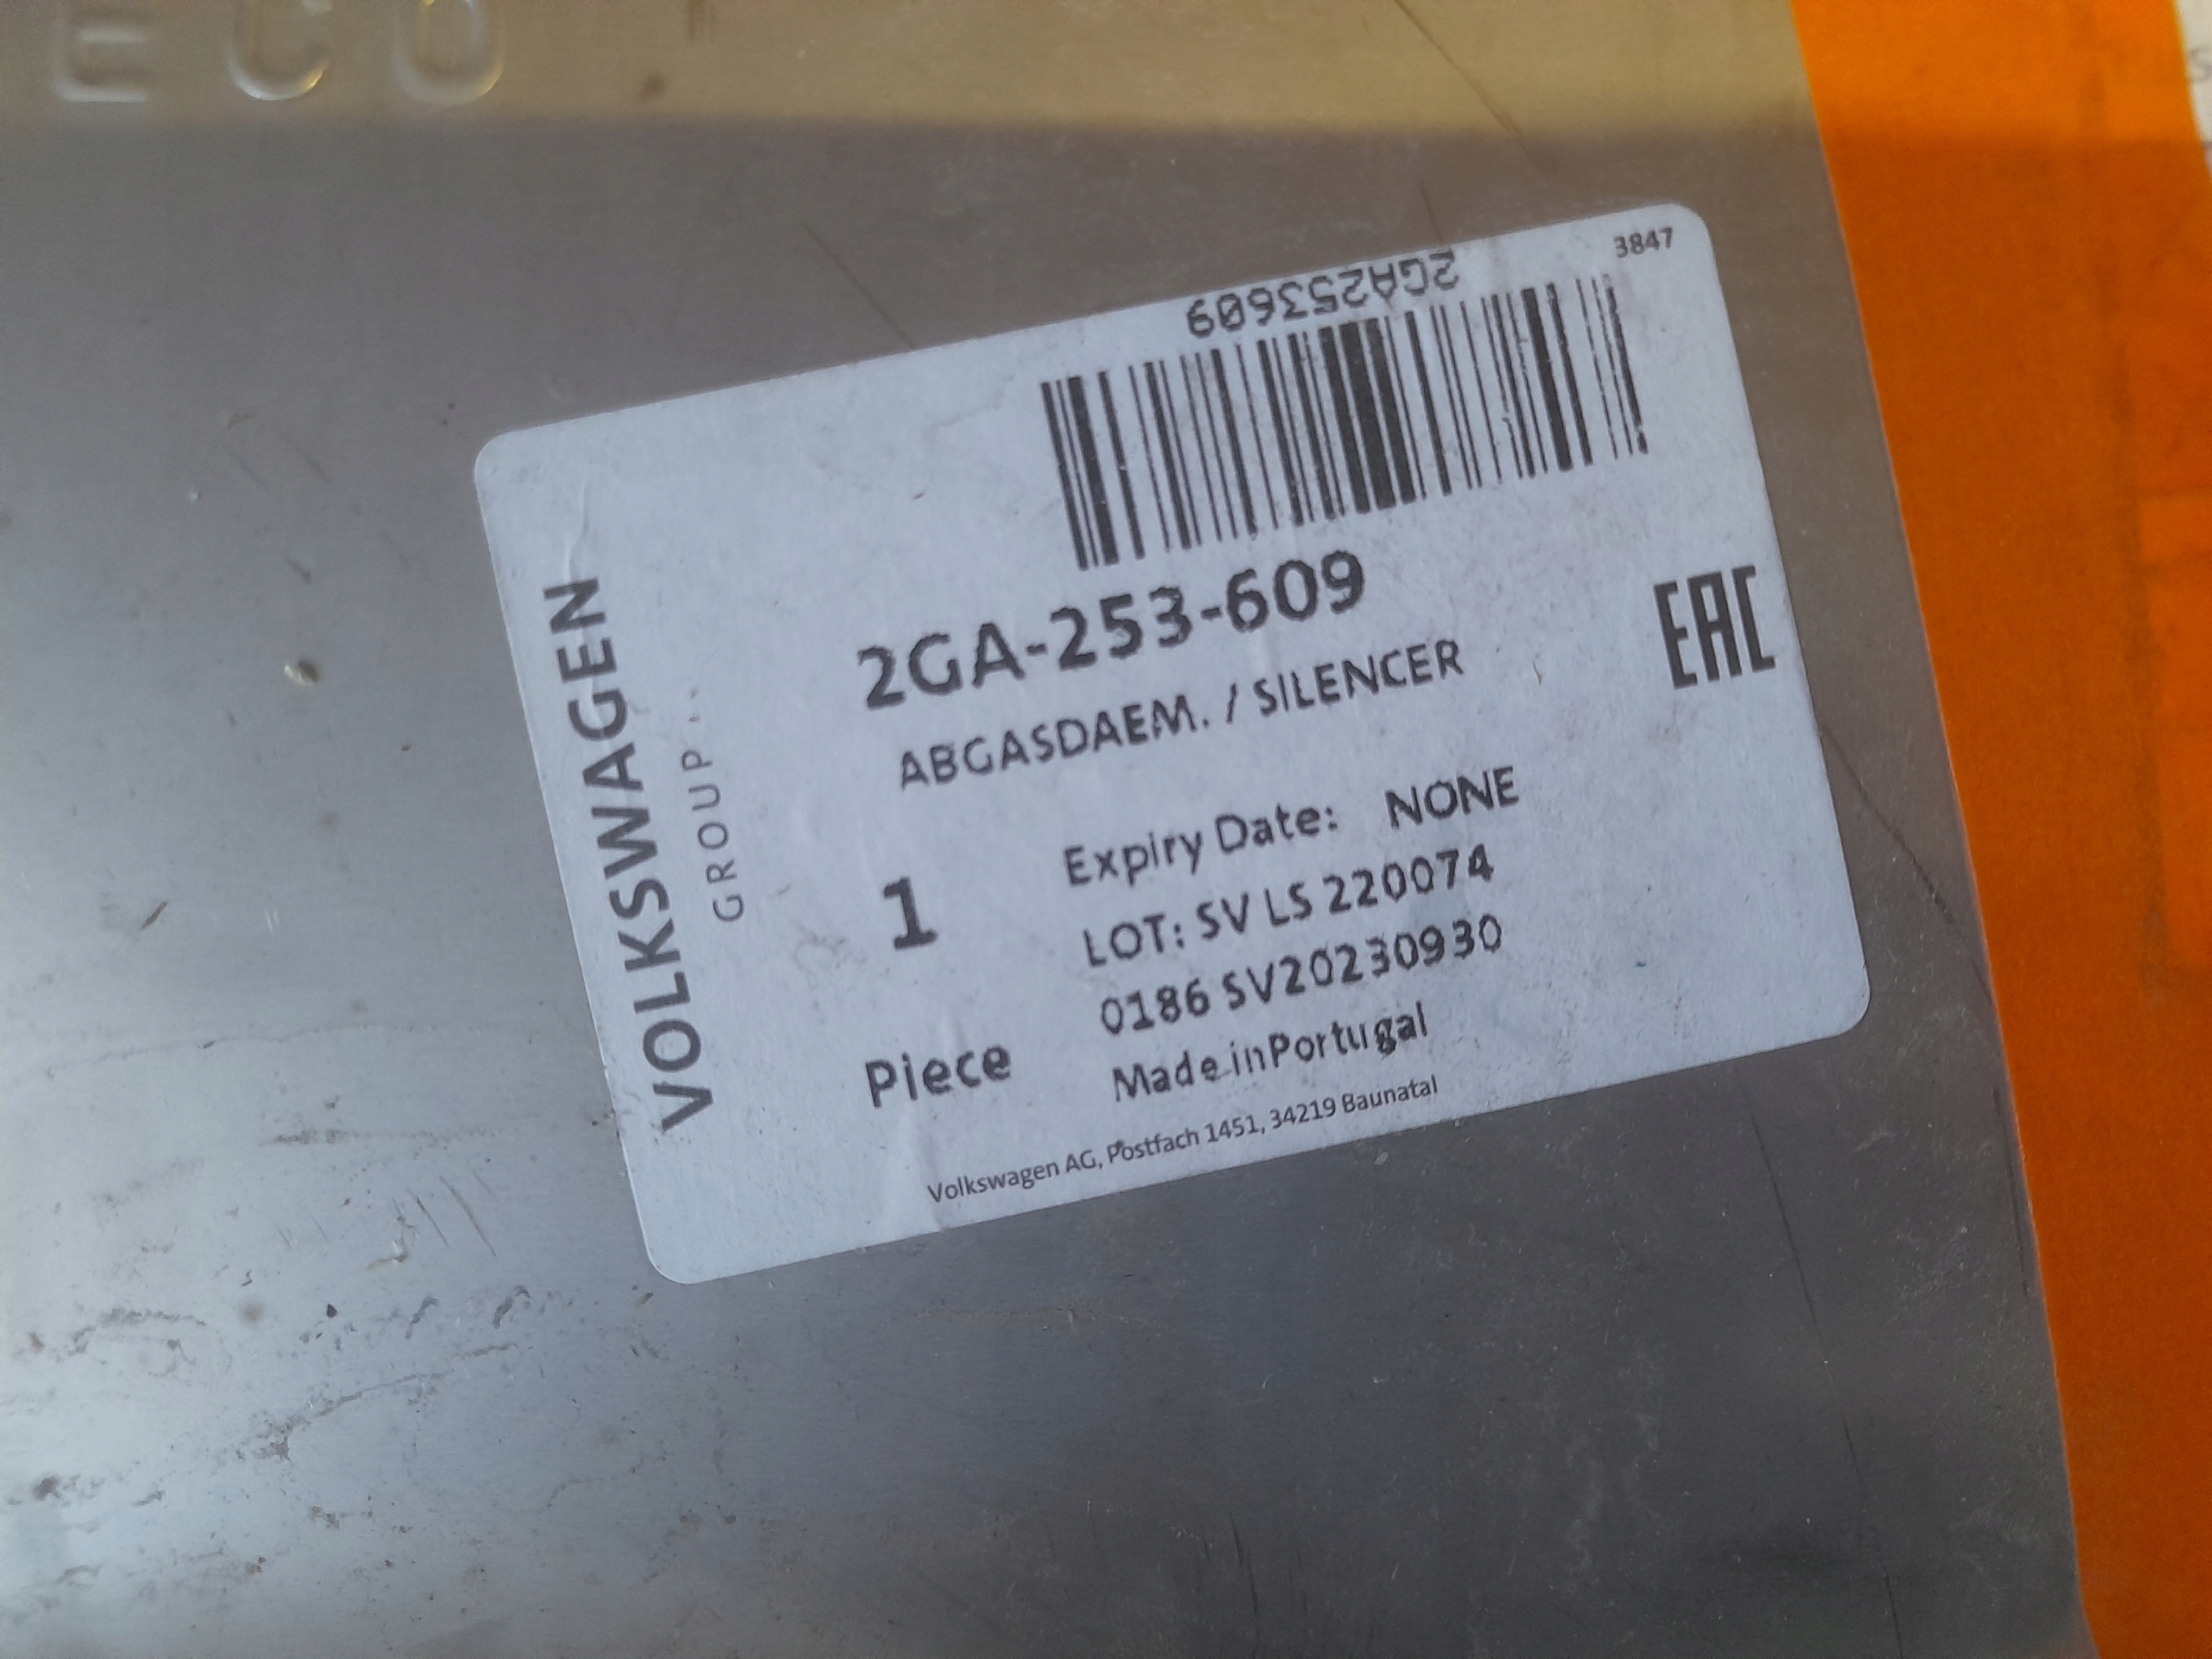 ECO
3847
2GA253609
2GA-253-609
ABGASDAEM. / SILENCER
EAC
VOLKSWAGEN
GROUP
1
Piece
Expiry Date: NONE
LOT: SV LS 220074
0186 SV20230930
Made in Portugal
Volkswagen AG, Postfach 1451, 34219 Baunatal